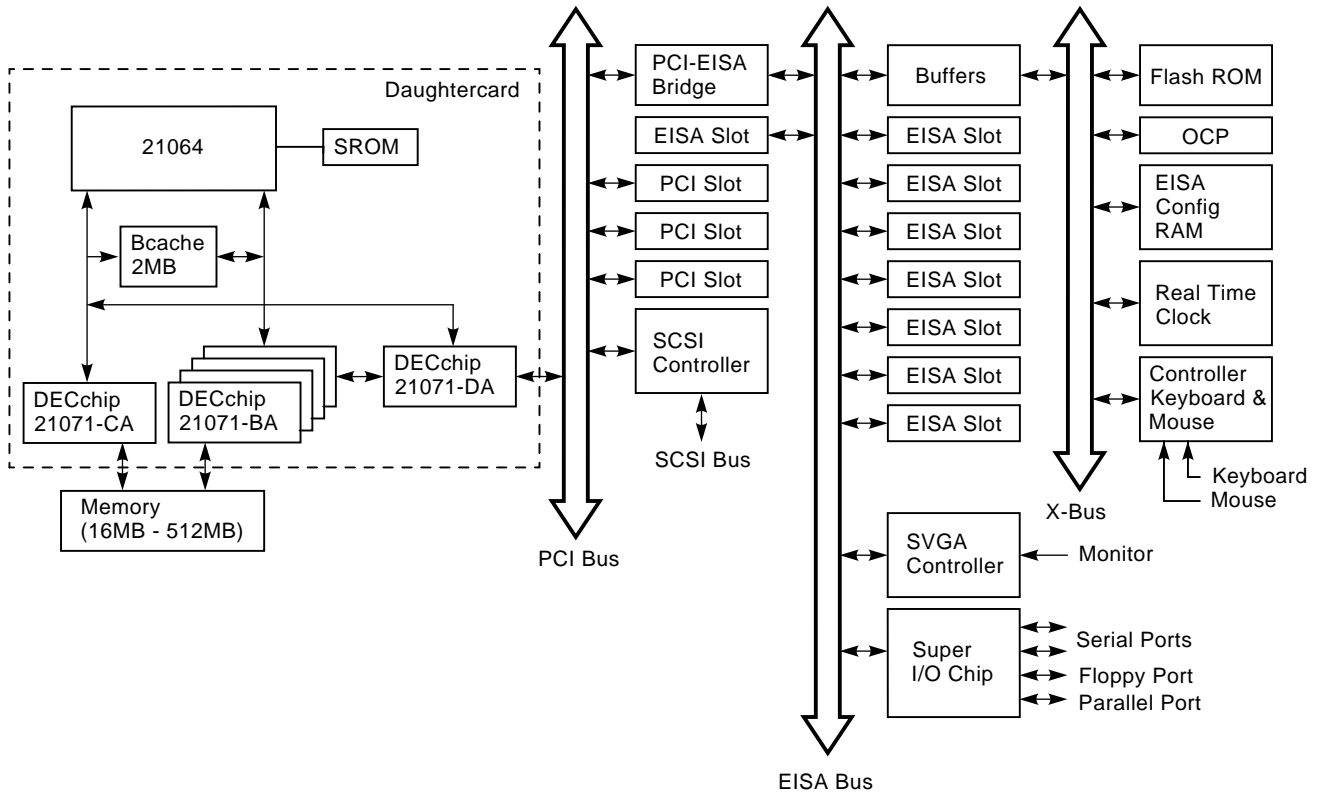 Daughtercard
21064
SROM
Bcache
2MB
DECchip
21071-CA
DECchip
21071-BA
DECchip
21071-DA
Memory
(16MB - 512MB)
PCI Bus
PCI-EISA
Bridge
EISA Slot
PCI Slot
PCI Slot
PCI Slot
SCSI
Controller
SCSI Bus
EISA Bus
Buffers
EISA Slot
EISA Slot
EISA Slot
EISA Slot
EISA Slot
EISA Slot
EISA Slot
SVGA
Controller
Monitor
Super
I/O Chip
Serial Ports
Floppy Port
Parallel Port
X-Bus
Flash ROM
OCP
EISA
Config
RAM
Real Time
Clock
Controller
Keyboard &
Mouse
Keyboard
Mouse